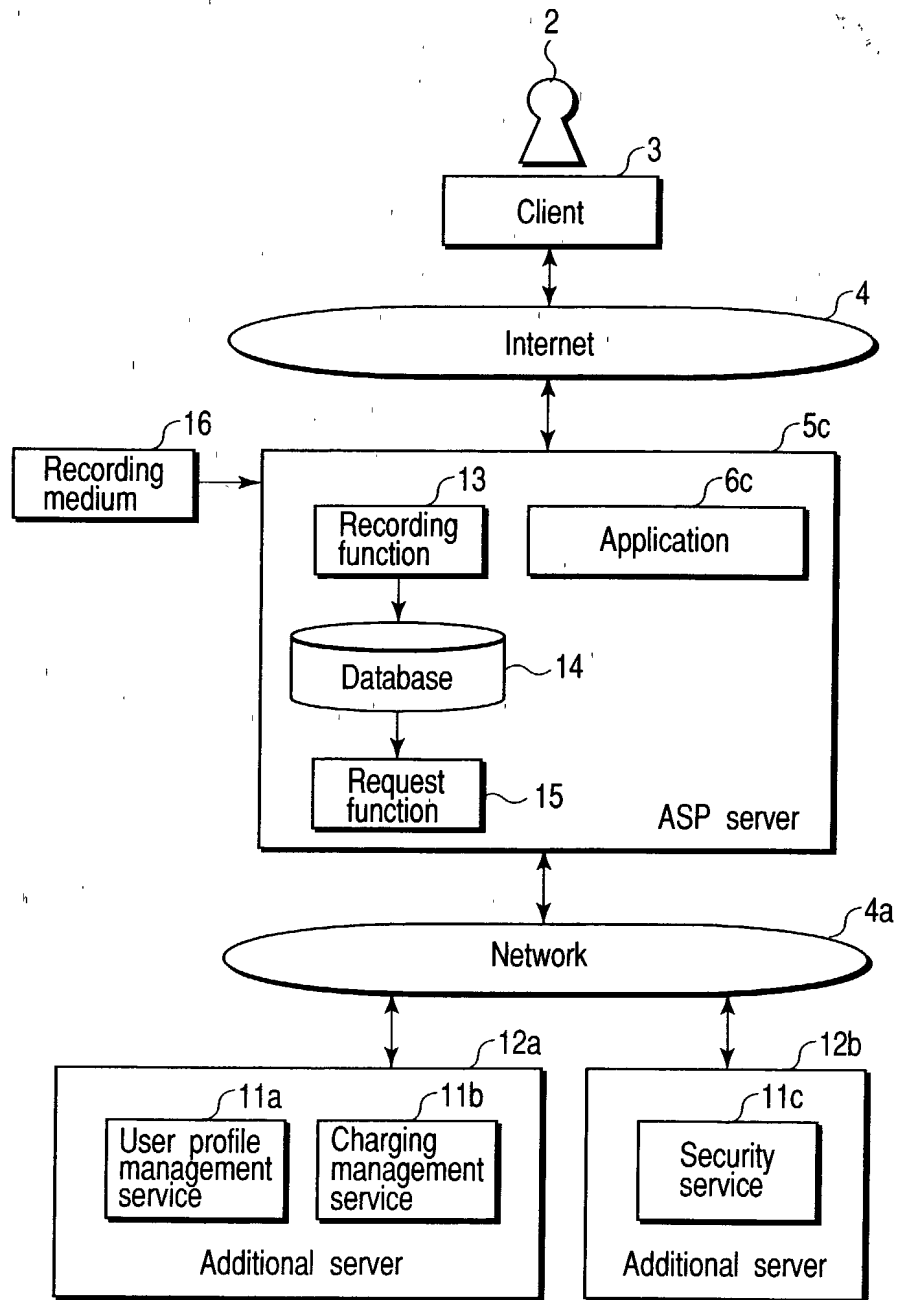 2
3
Client
4
Internet
16
Recording
medium
5c
13
Recording
function
6c
Application
Database
14
Request
function
15
ASP server
4a
Network
12a
11a
User profile
management
service
11b
Charging
management
service
Additional server
12b
11c
Security
service
Additional server